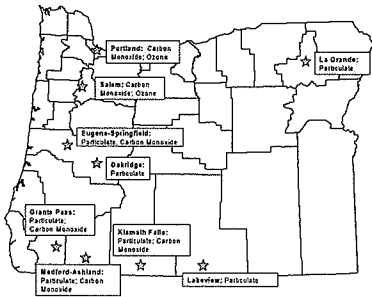 Portland: Carbon
Monoxide; Ozone
La Grande:
Particulate
Salem: Carbon
Monoxide; Ozone
Eugene-Springfield:
Particulate, Carbon Monoxide
Oakridge:
Particulate
Grants Pass:
Particulate;
Carbon Monoxide
Klamath Falls:
Particulate; Carbon
Monoxide
Medford-Ashland:
Particulate; Carbon
Monoxide
Lakeview: Particulate